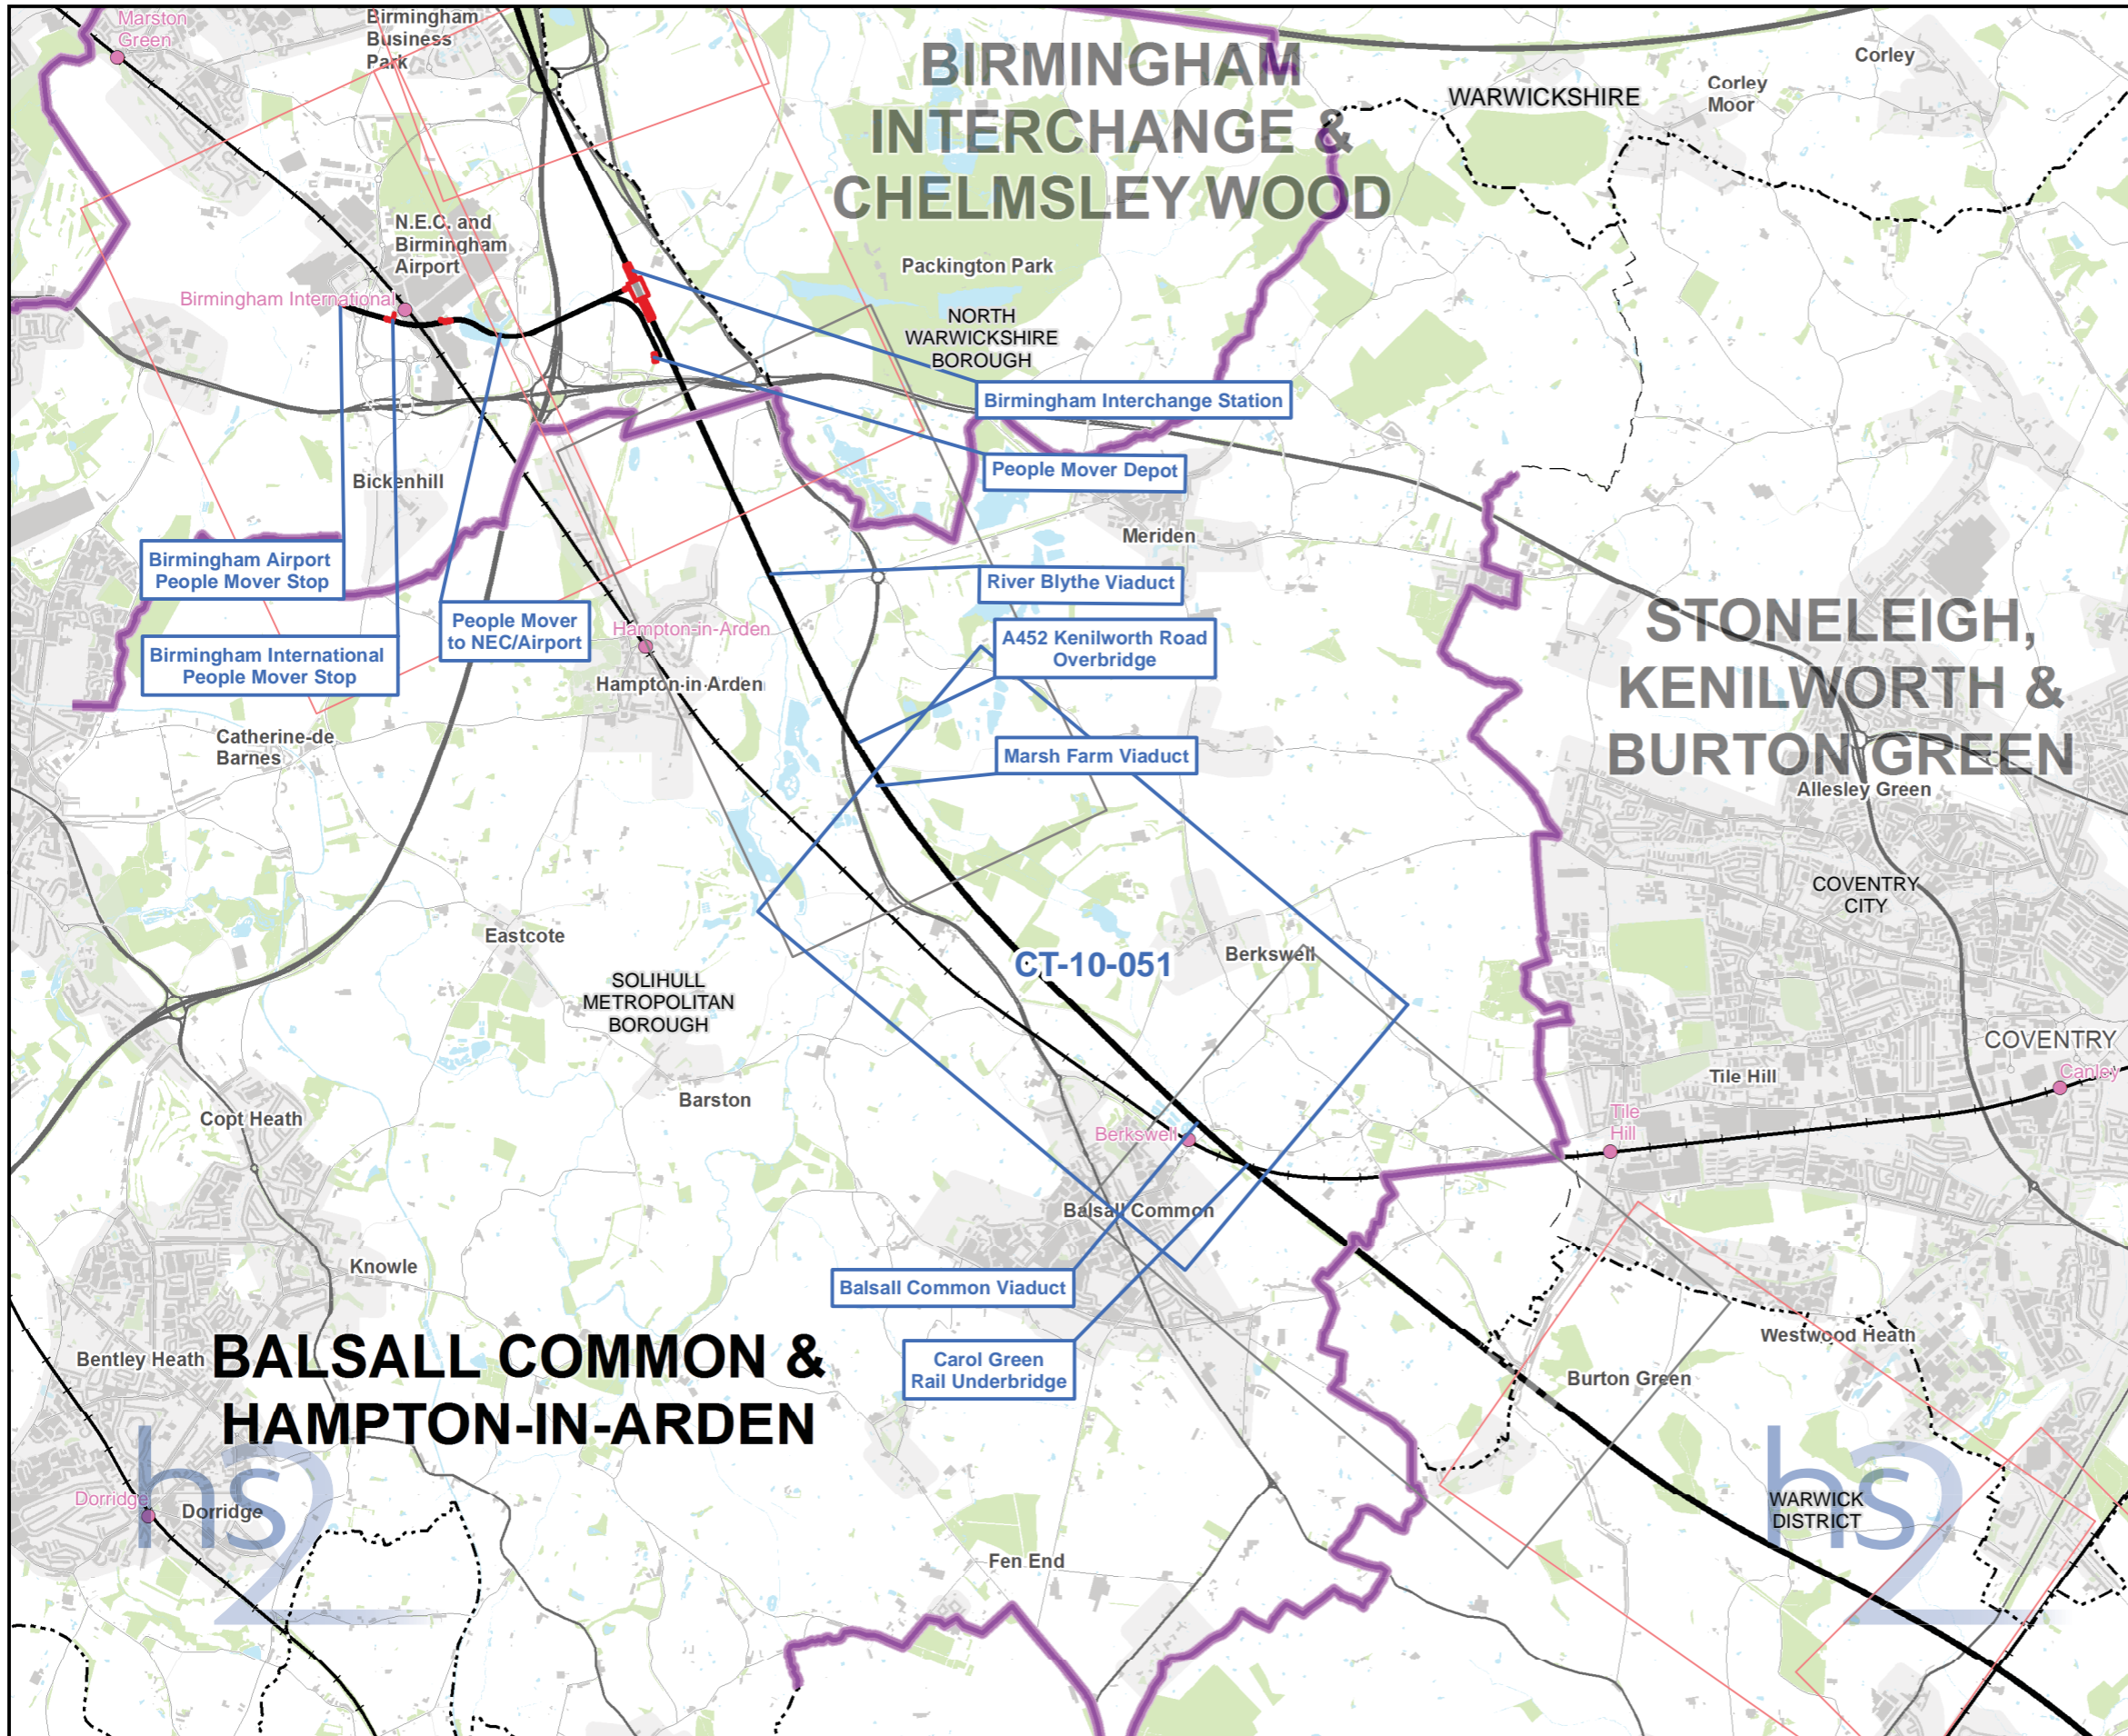 Marston
Green
Birmingham
Business
Park
BIRMINGHAM
INTERCHANGE &
CHELMSLEY WOOD
WARWICKSHIRE
Corley
Moor
Corley
N.E.C. and
Birmingham
Airport
Birmingham International
Packington Park
NORTH
WARWICKSHIRE
BOROUGH
Birmingham Interchange Station
People Mover Depot
Bickenhill
Meriden
Birmingham Airport
People Mover Stop
River Blythe Viaduct
People Mover
to NEC/Airport
Hampton-in-Arden
A452 Kenilworth Road
Overbridge
Birmingham International
People Mover Stop
Hampton-in-Arden
STONELEIGH,
KENILWORTH &
BURTON GREEN
Catherine-de
Barnes
Marsh Farm Viaduct
Allesley Green
COVENTRY
CITY
Eastcote
CT-10-051
Berkswell
SOLIHULL
METROPOLITAN
BOROUGH
COVENTRY
Canley
Tile Hill
Barston
Copt Heath
Tile
Hill
Berkswell
Balsall Common
Knowle
Balsall Common Viaduct
Carol Green
Rail Underbridge
Bentley Heath
BALSALL COMMON &
HAMPTON-IN-ARDEN
Westwood Heath
Burton Green
Dorridge
Dorridge
hs2
WARWICK
DISTRICT
hs2
Fen End